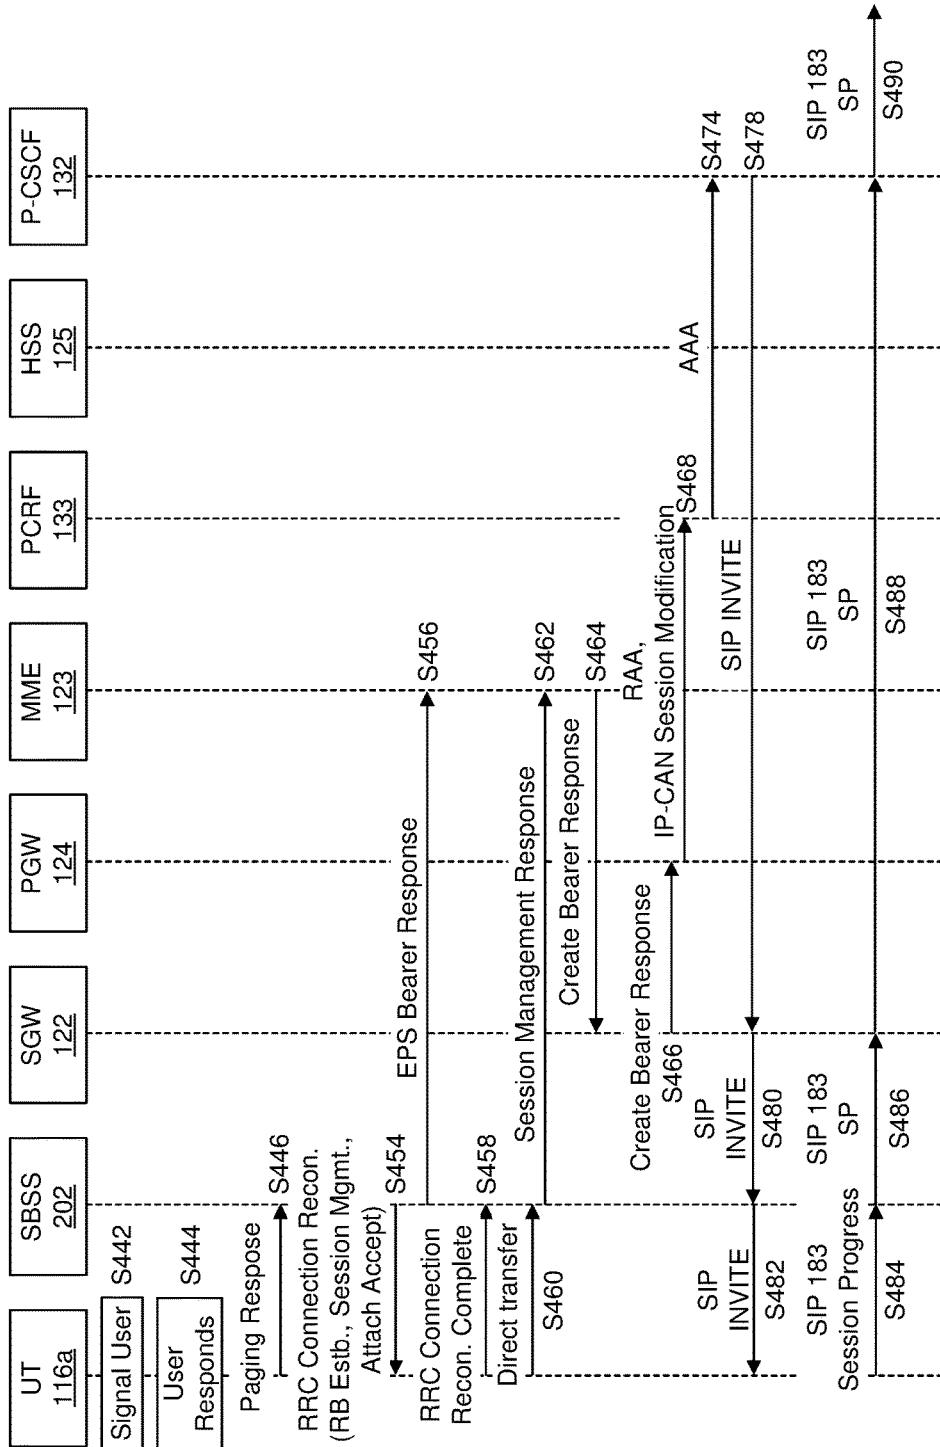 UT
116a
SBSS
202
SGW
122
PGW
124
MME
123
PCRF
133
HSS
125
P-CSCF
132
Signal User
S442
User
Responds
S444
Paging Respose
S446
RRC Connection Recon.
(RB Estb., Session Mgmt.,
Attach Accept)
S454
EPS Bearer Response
S456
RRC Connection
Recon. Complete
S458
Direct transfer
S460
Session Management Response
S462
Create Bearer Response
S464
Create Bearer Response
S466
RAA,
IP-CAN Session Modification
S468
AAA
S474
SIP INVITE
S478
SIP
INVITE
S480
SIP
INVITE
S482
SIP 183
Session Progress
S484
SIP 183
SP
S486
SIP 183
SP
S488
SIP 183
SP
S490